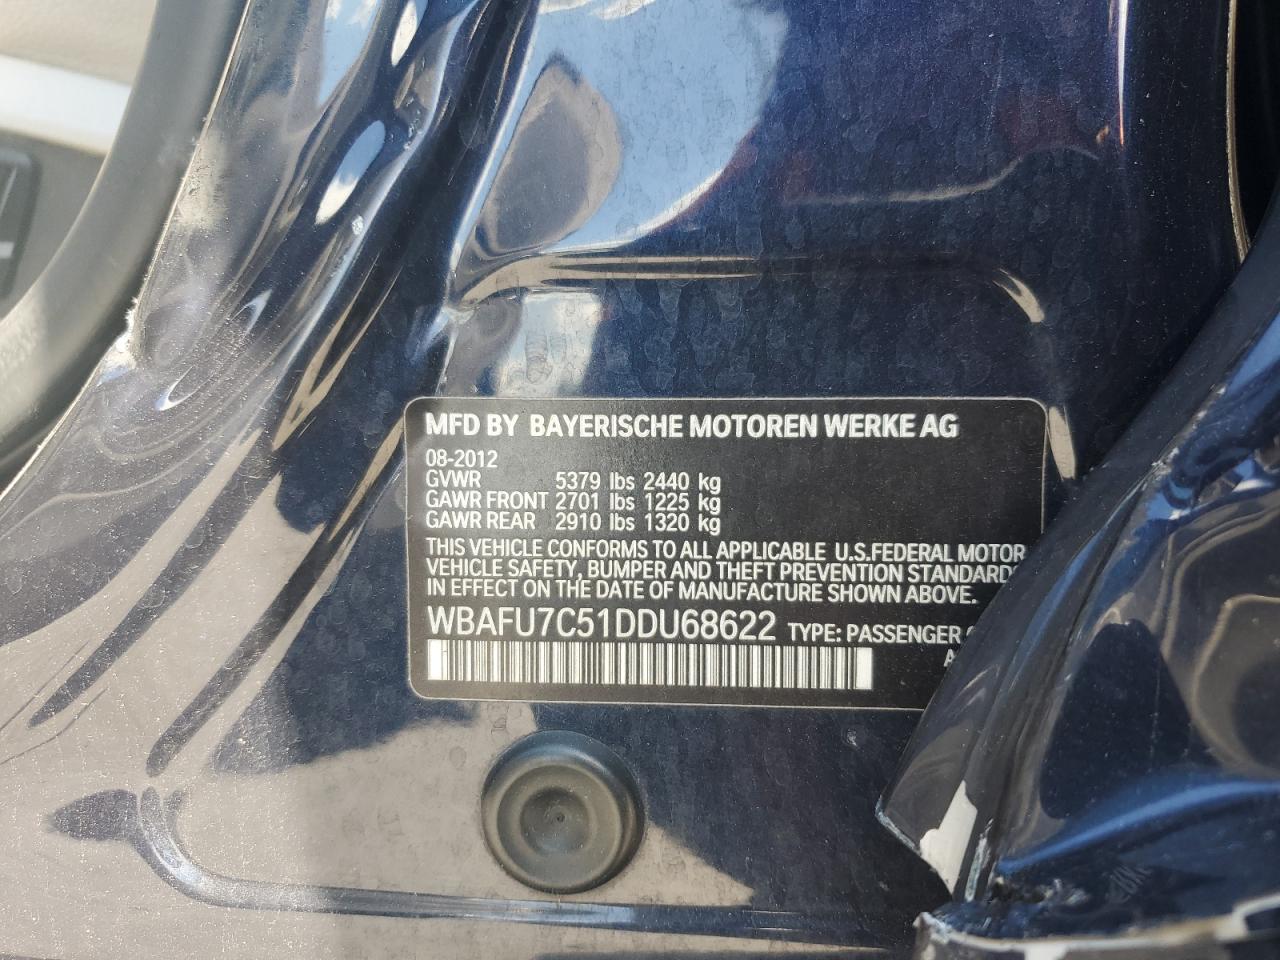 MFD BY BAYERISCHE MOTOREN WERKE AG
08-2012
GVWR 5379 lbs 2440 kg
GAWR FRONT 2701 lbs 1225 kg
GAWR REAR 2910 lbs 1320 kg
THIS VEHICLE CONFORMS TO ALL APPLICABLE U.S.FEDERAL MOTOR
VEHICLE SAFETY, BUMPER AND THEFT PREVENTION STANDARDS
IN EFFECT ON THE DATE OF MANUFACTURE SHOWN ABOVE.
WBAFU7C51DDU68622 TYPE: PASSENGER